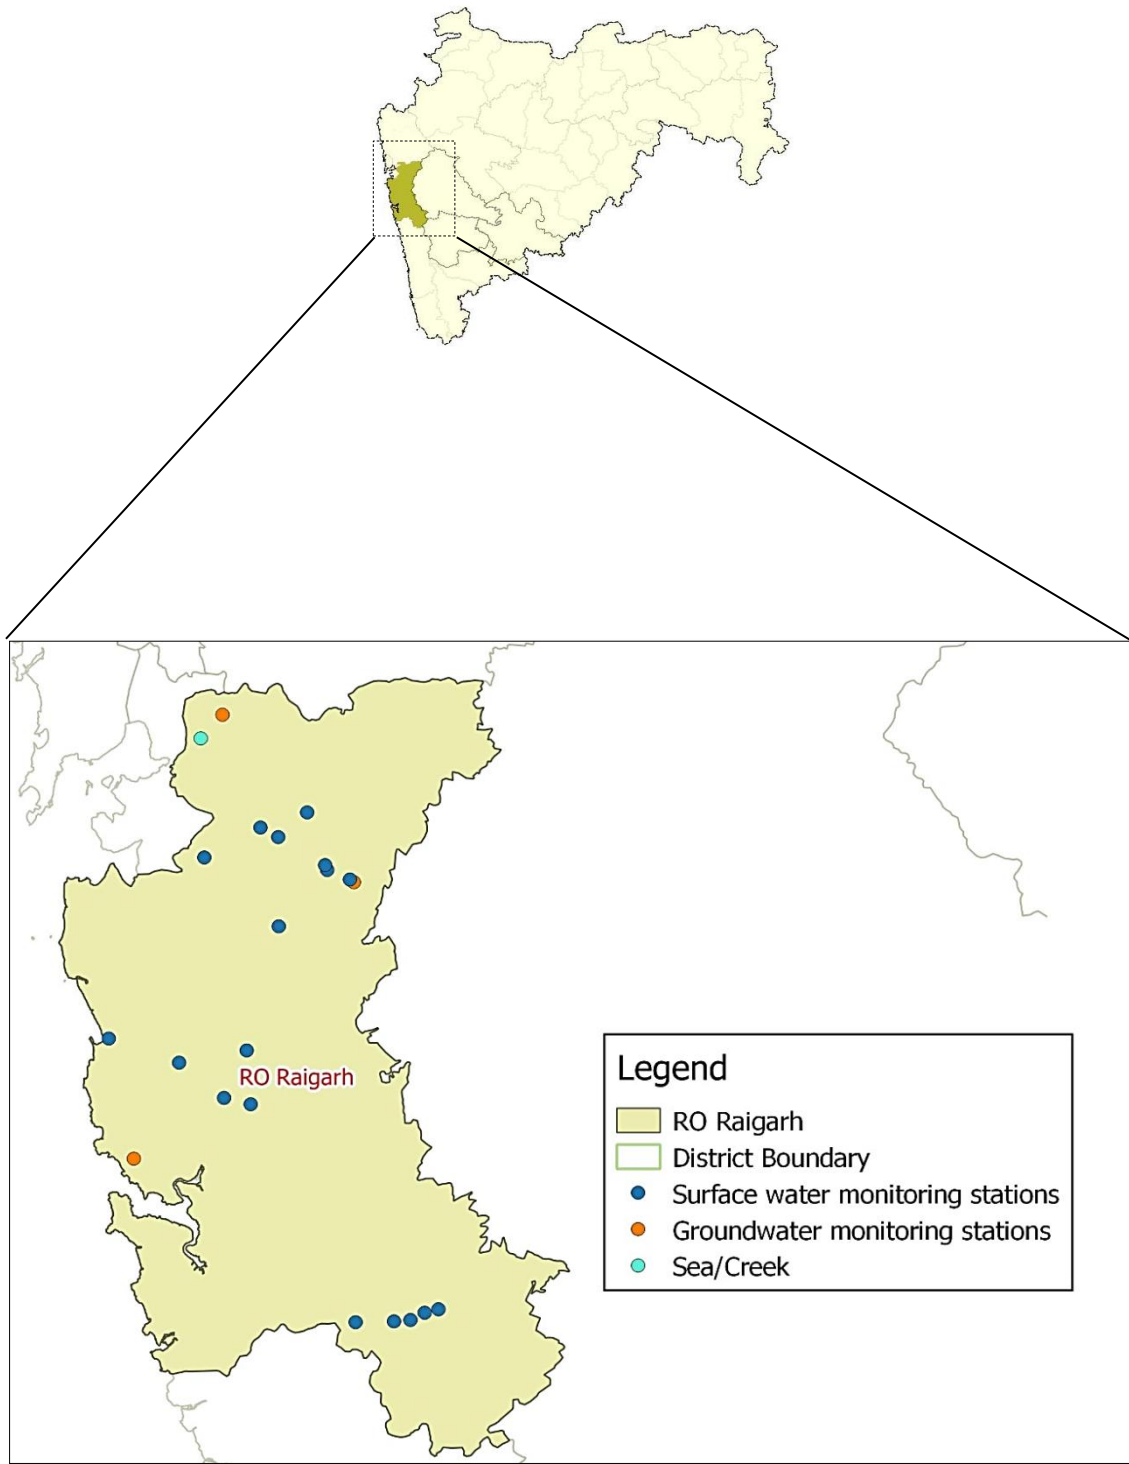 RO Raigarh
Legend
RO Raigarh
District Boundary
Surface water monitoring stations
Groundwater monitoring stations
Sea/Creek